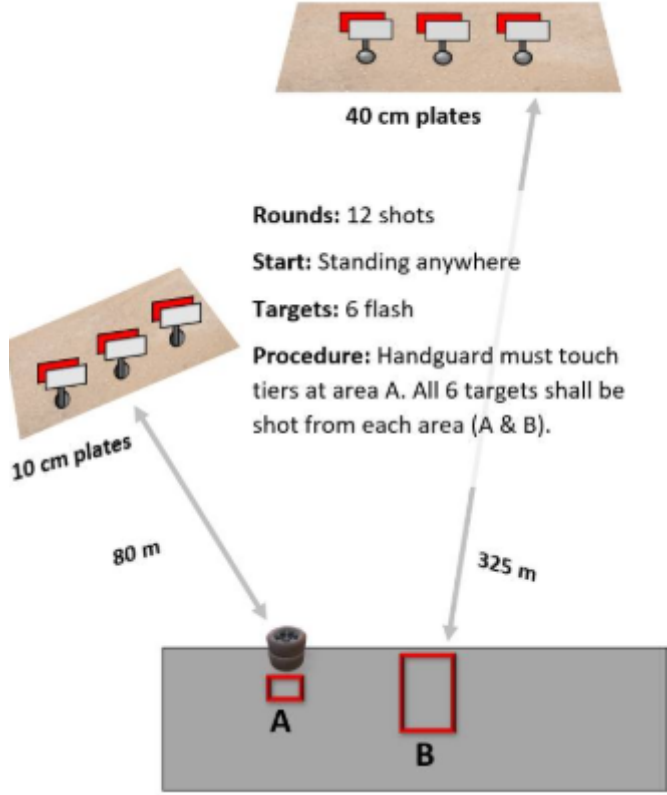 40 cm plates
Rounds: 12 shots
Start: Standing anywhere
Targets: 6 flash
Procedure: Handguard must touch
tiers at area A. All 6 targets shall be
shot from each area (A & B).
10 cm plates
80 m
325 m
A
B